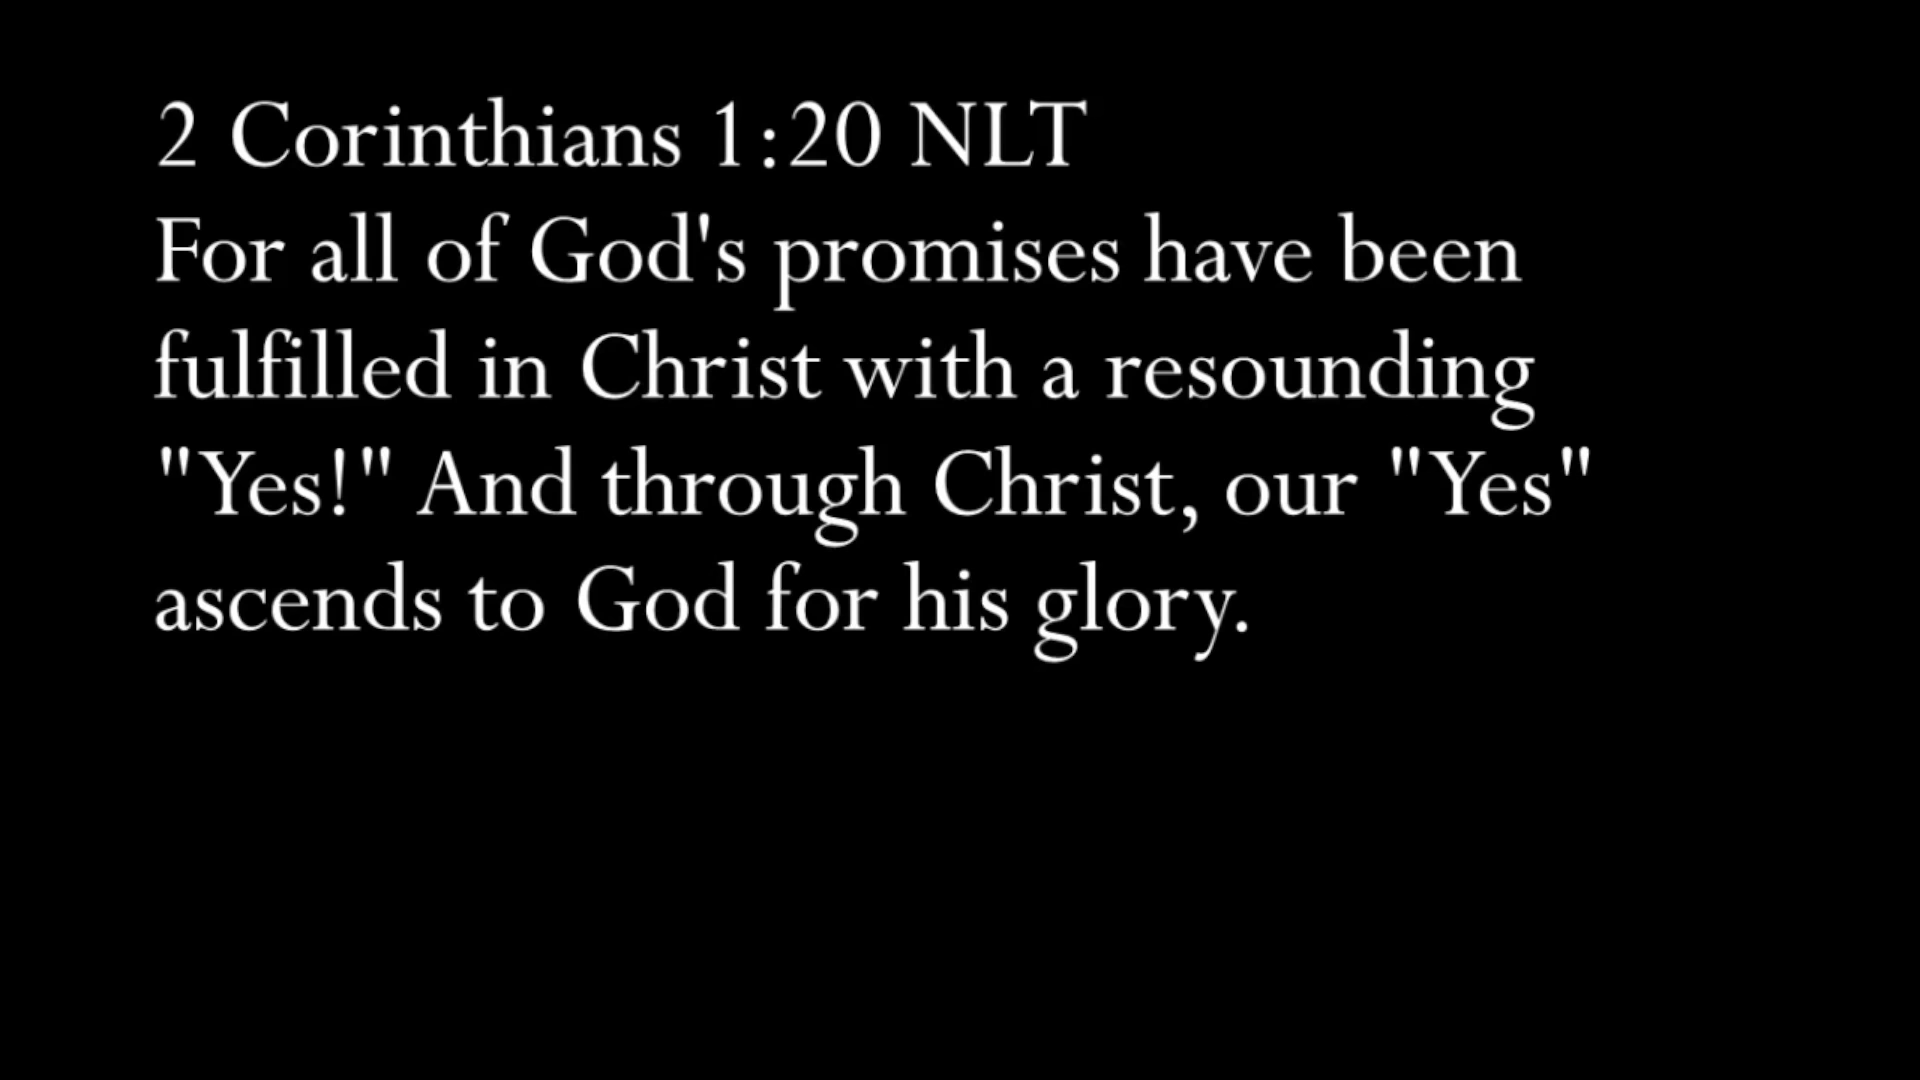 2 Corinthians 1:20 NLT
For all of God's promises have been
fulfilled in Christ with a resounding
"Yes!" And through Christ, our "Yes"
ascends to God for his glory.